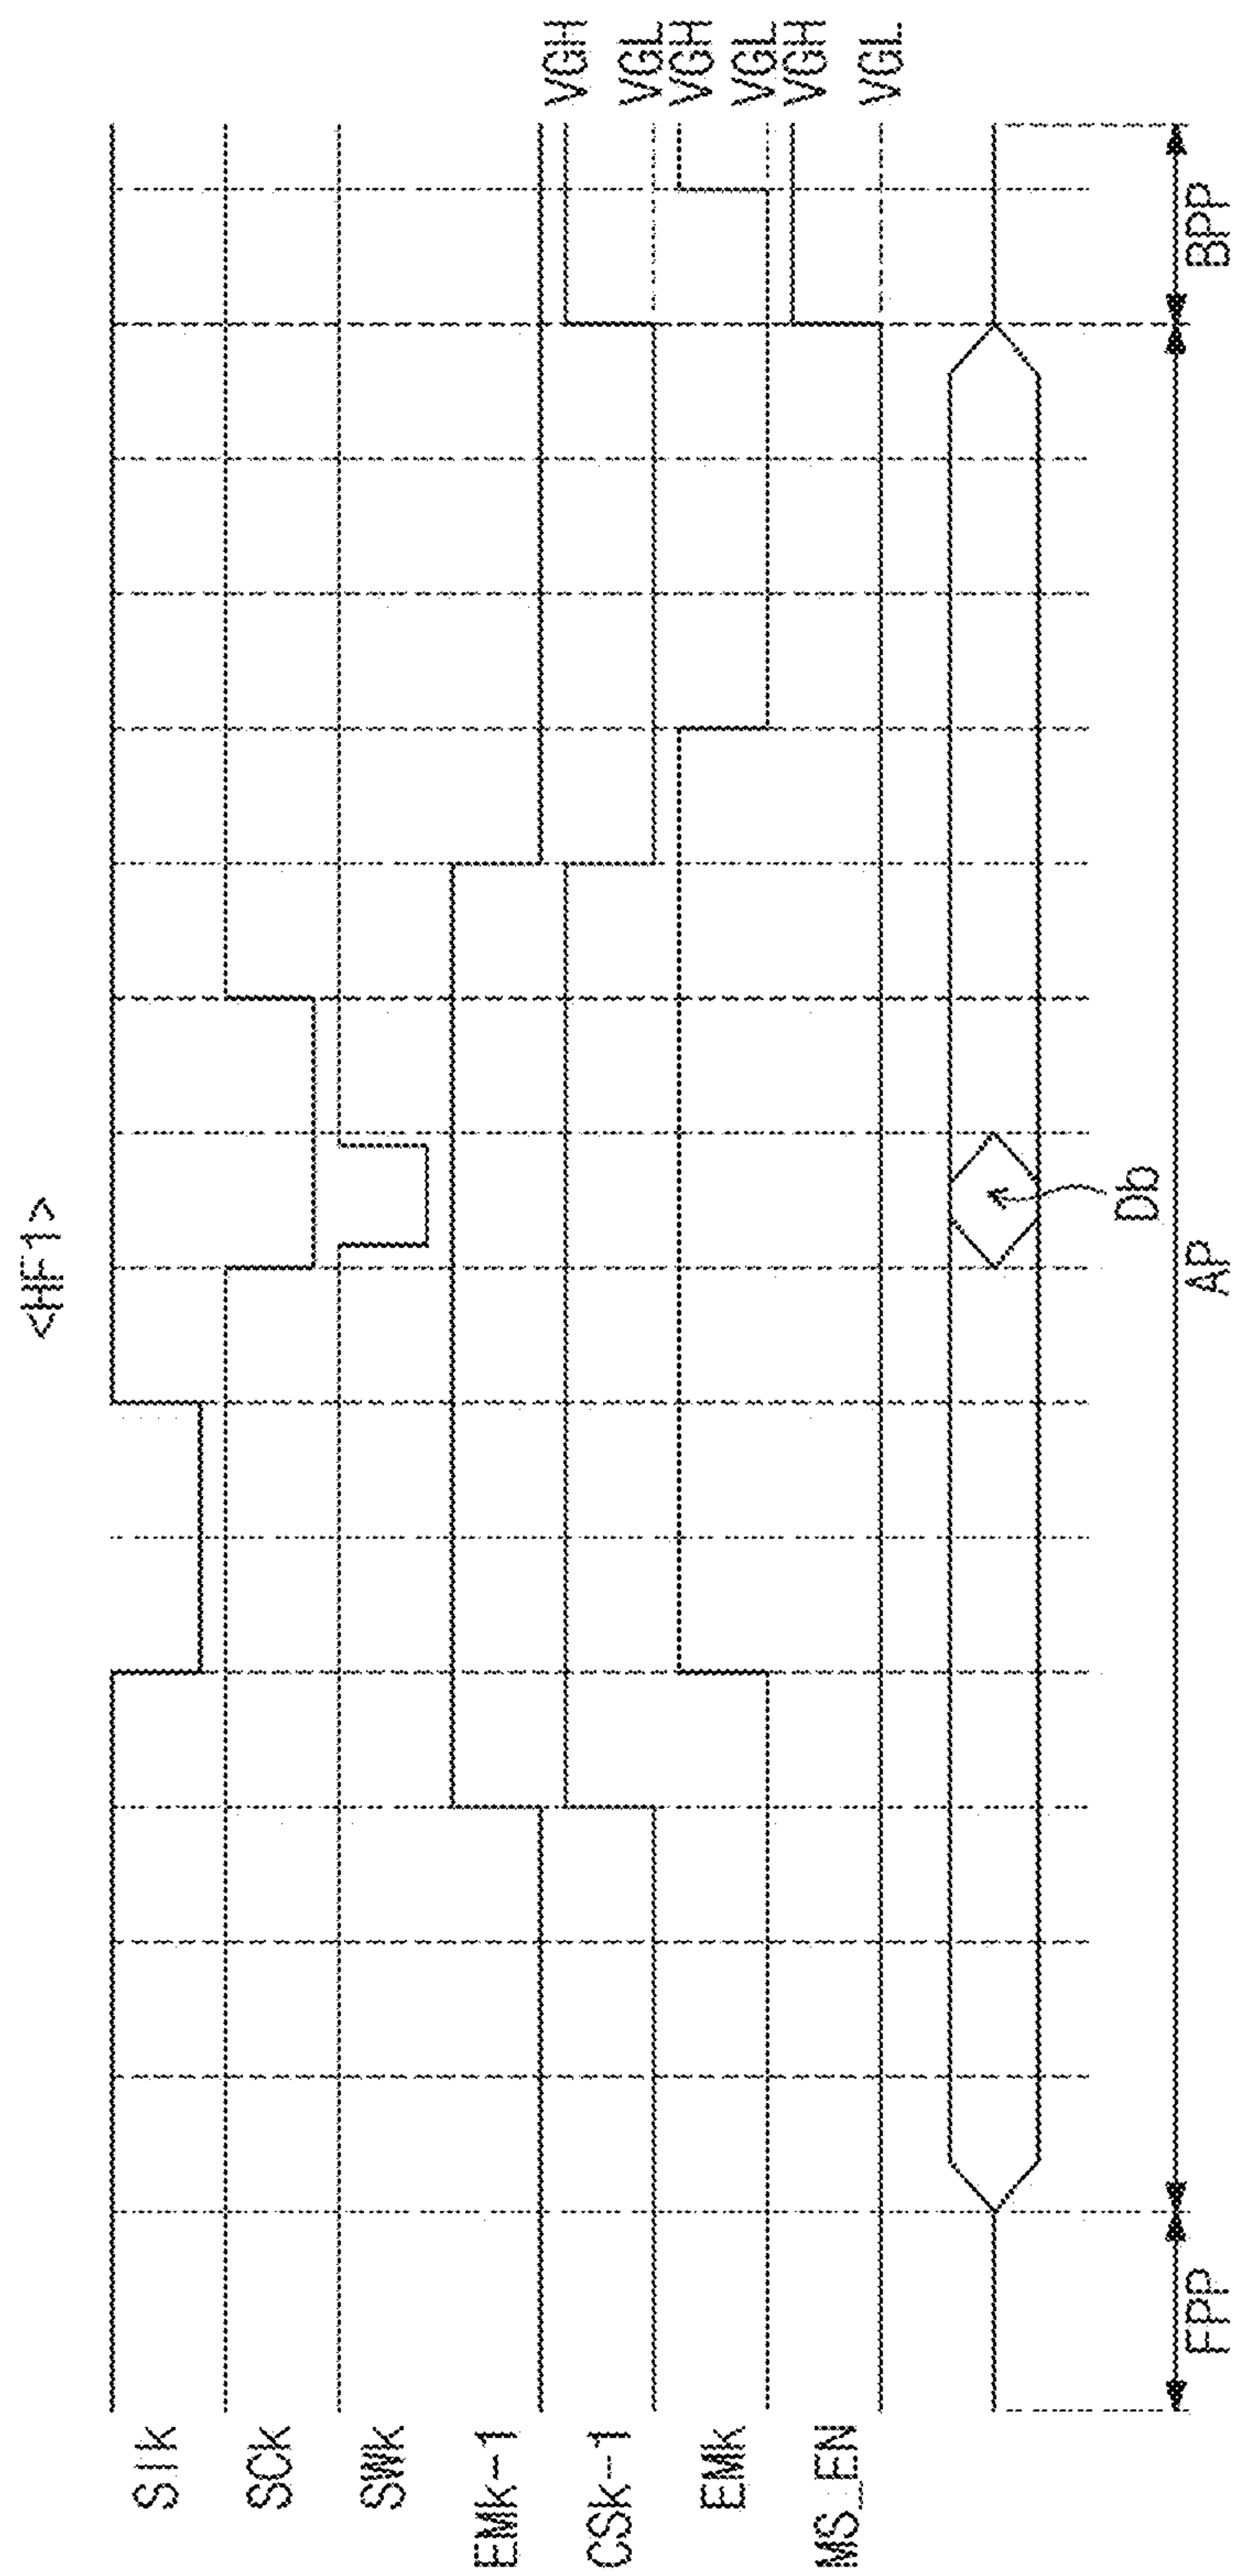 <HF1>
SIk
SCk
SWk
EMk-1
CSk-1
EMk
MS_EN
VGH
VGL
VGH
VGL
VGH
VGL
Db
FPP
AP
BPP